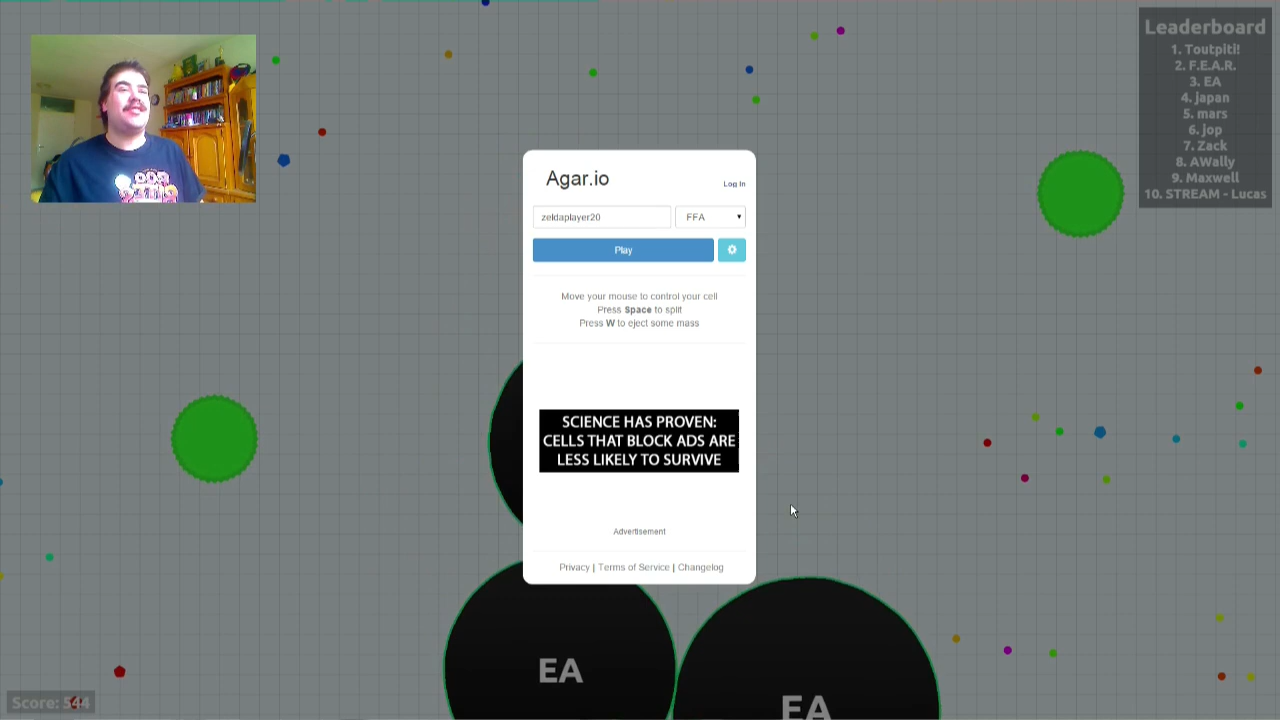 Leaderboard
1. Toutpiti!
2. F.E.A.R.
3. EA
4. japan
5. mars
6. jop
7. Zack
8. AWally
9. Maxwell
10. STREAM - Lucas
Agar.io
Log In
zeldaplayer20
FFA
Play
Move your mouse to control your cell
Press Space to split
Press W to eject some mass
SCIENCE HAS PROVEN:
CELLS THAT BLOCK ADS ARE
LESS LIKELY TO SURVIVE
Advertisement
Privacy | Terms of Service | Changelog
EA
EA
Score: 544